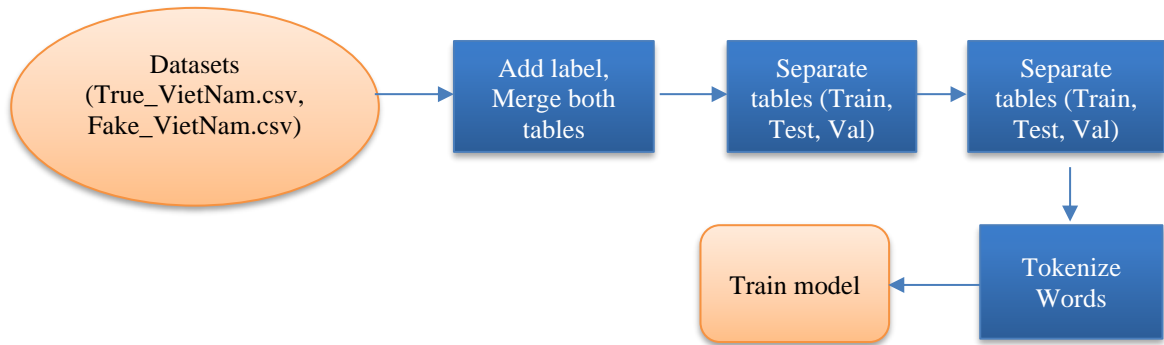 Datasets
(True_VietNam.csv,
Fake_VietNam.csv)
Add label,
Merge both
tables
Separate
tables (Train,
Test, Val)
Separate
tables (Train,
Test, Val)
Tokenize
Words
Train model